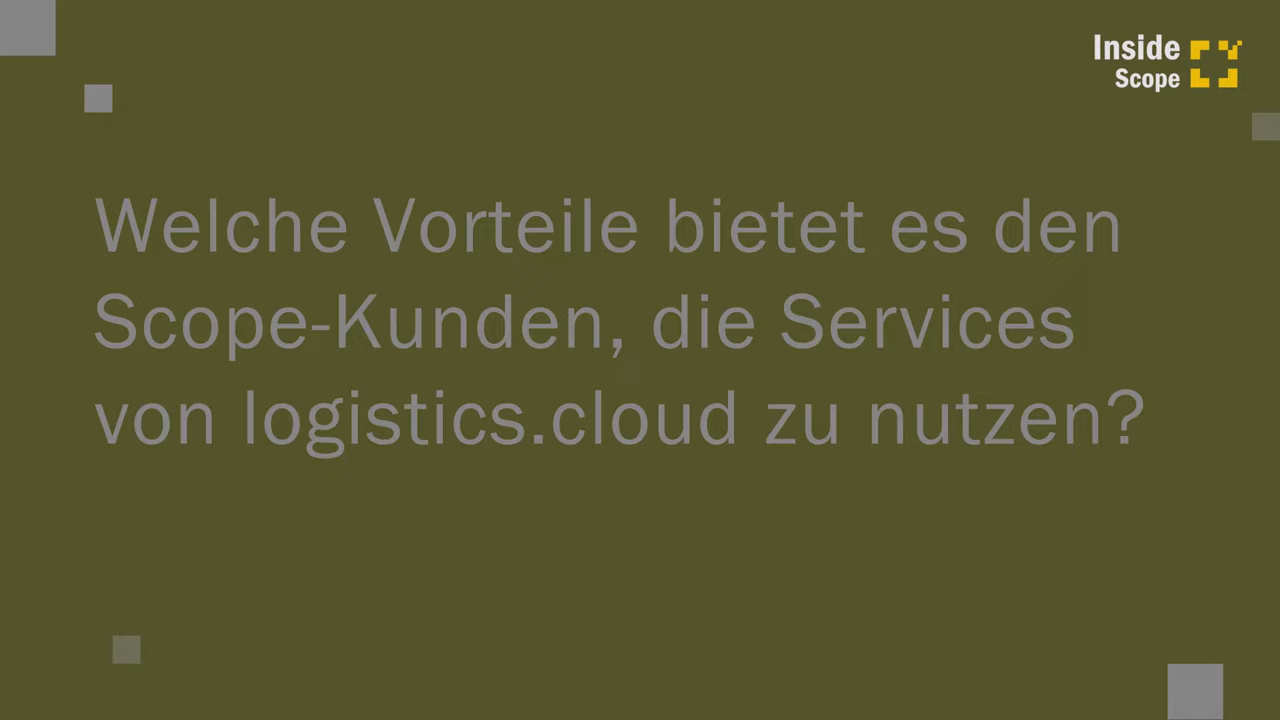 Inside
Scope
Welche Vorteile bietet es den
Scope-Kunden, die Services
von logistics.cloud zu nutzen?